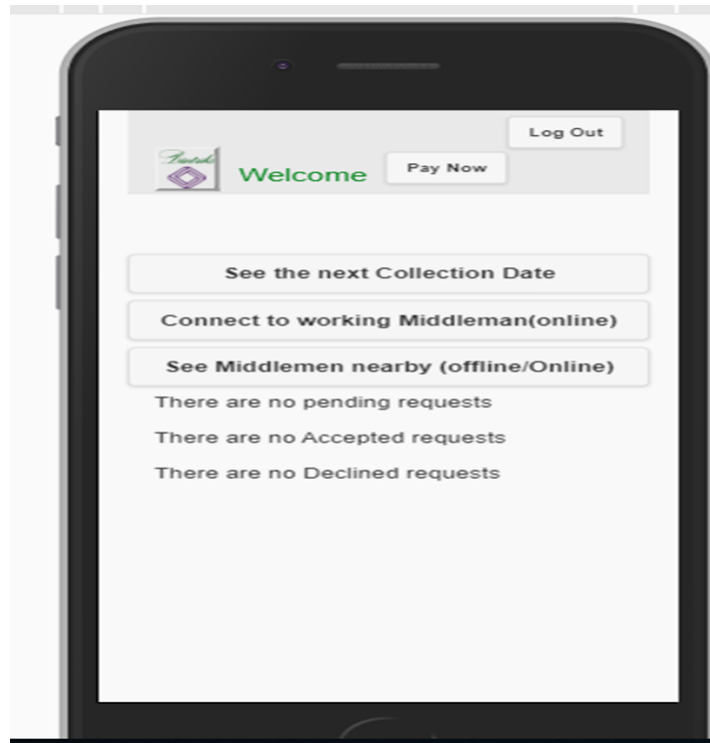 Log Out
Welcome
Pay Now
See the next Collection Date
Connect to working Middleman(online)
See Middlemen nearby (offline/Online)
There are no pending requests
There are no Accepted requests
There are no Declined requests